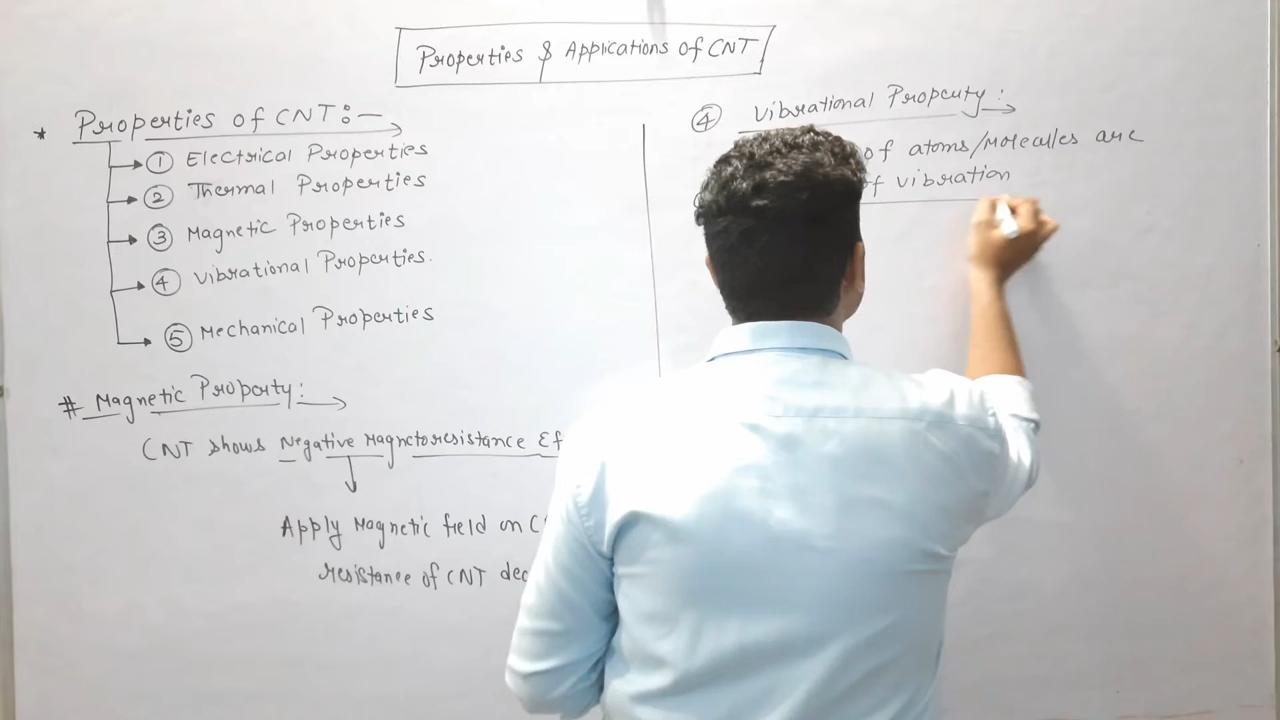 Properties & Applications of CNT
* Properties of CNT:-
① Electrical Properties
② Thermal Properties
③ Magnetic Properties
④ Vibrational Properties.
⑤ Mechanical Properties
# Magnetic Property:
CNT shows Negative Magnetoresistance Ef
Apply Magnetic field on C
resistance of CNT dec
④ Vibrational Property:
of atoms/molecules are
of vibration